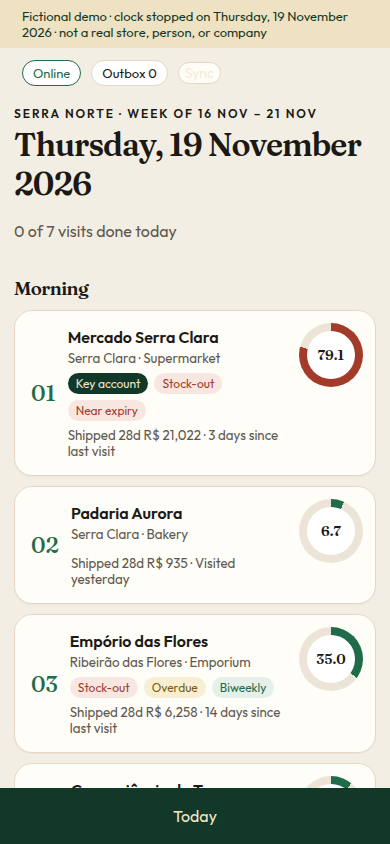 Fictional demo · clock stopped on Thursday, 19 November
2026 · not a real store, person, or company
Online
Outbox 0
Sync
SERRA NORTE · WEEK OF 16 NOV – 21 NOV
Thursday, 19 November
2026
0 of 7 visits done today
Morning
01
Mercado Serra Clara
Serra Clara · Supermarket
Key account
Stock-out
Near expiry
Shipped 28d R$ 21,022 · 3 days since
last visit
79.1
02
Padaria Aurora
Serra Clara · Bakery
Shipped 28d R$ 935 · Visited
yesterday
6.7
03
Empório das Flores
Ribeirão das Flores · Emporium
Stock-out
Overdue
Biweekly
Shipped 28d R$ 6,258 · 14 days since
last visit
35.0
Today